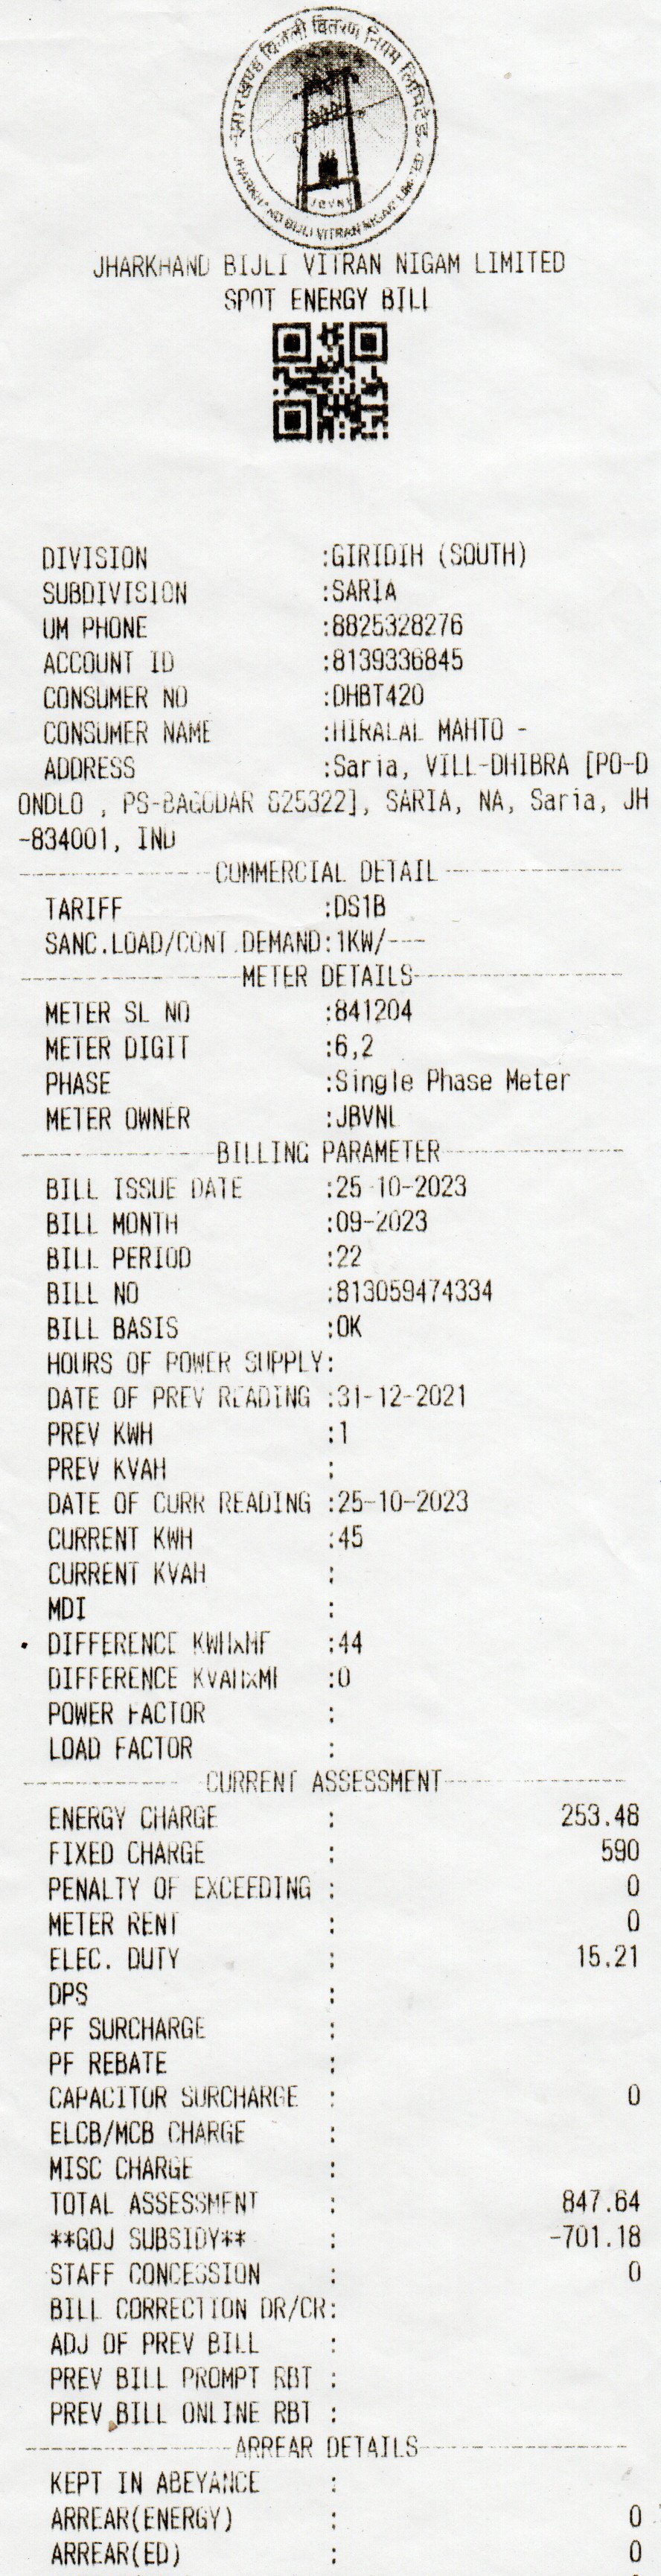 झारखण्ड बिजली वितरण निगम लिमिटेड
JBVNL
JHARKHAND BIJLI VITRAN NIGAM LIMITED
JHARKHAND BIJLI VITRAN NIGAM LIMITED
SPOT ENERGY BILL
DIVISION :GIRIDIH (SOUTH)
SUBDIVISION :SARIA
UM PHONE :8825328276
ACCOUNT ID :8139336845
CONSUMER NO :DHBT420
CONSUMER NAME :HIRALAL MAHTO -
ADDRESS :Saria, VILL-DHIBRA [PO-D
ONDLO , PS-BAGODAR 825322], SARIA, NA, Saria, JH
-834001, IND
COMMERCIAL DETAIL
TARIFF :DS1B
SANC.LOAD/CONT.DEMAND:1KW/---
METER DETAILS
METER SL NO :841204
METER DIGIT :6,2
PHASE :Single Phase Meter
METER OWNER :JBVNL
BILLING PARAMETER
BILL ISSUE DATE :25-10-2023
BILL MONTH :09-2023
BILL PERIOD :22
BILL NO :813059474334
BILL BASIS :OK
HOURS OF POWER SUPPLY:
DATE OF PREV READING :31-12-2021
PREV KWH :1
PREV KVAH :
DATE OF CURR READING :25-10-2023
CURRENT KWH :45
CURRENT KVAH :
MDI :
DIFFERENCE KWHxMF :44
DIFFERENCE KVAHxMF :0
POWER FACTOR :
LOAD FACTOR :
CURRENT ASSESSMENT
ENERGY CHARGE : 253.48
FIXED CHARGE : 590
PENALTY OF EXCEEDING : 0
METER RENT : 0
ELEC. DUTY : 15.21
DPS :
PF SURCHARGE :
PF REBATE :
CAPACITOR SURCHARGE : 0
ELCB/MCB CHARGE :
MISC CHARGE :
TOTAL ASSESSMENT : 847.64
**GOJ SUBSIDY** : -701.18
STAFF CONCESSION : 0
BILL CORRECTION DR/CR:
ADJ OF PREV BILL :
PREV BILL PROMPT RBT :
PREV BILL ONLINE RBT :
ARREAR DETAILS
KEPT IN ABEYANCE :
ARREAR(ENERGY) : 0
ARREAR(ED) : 0